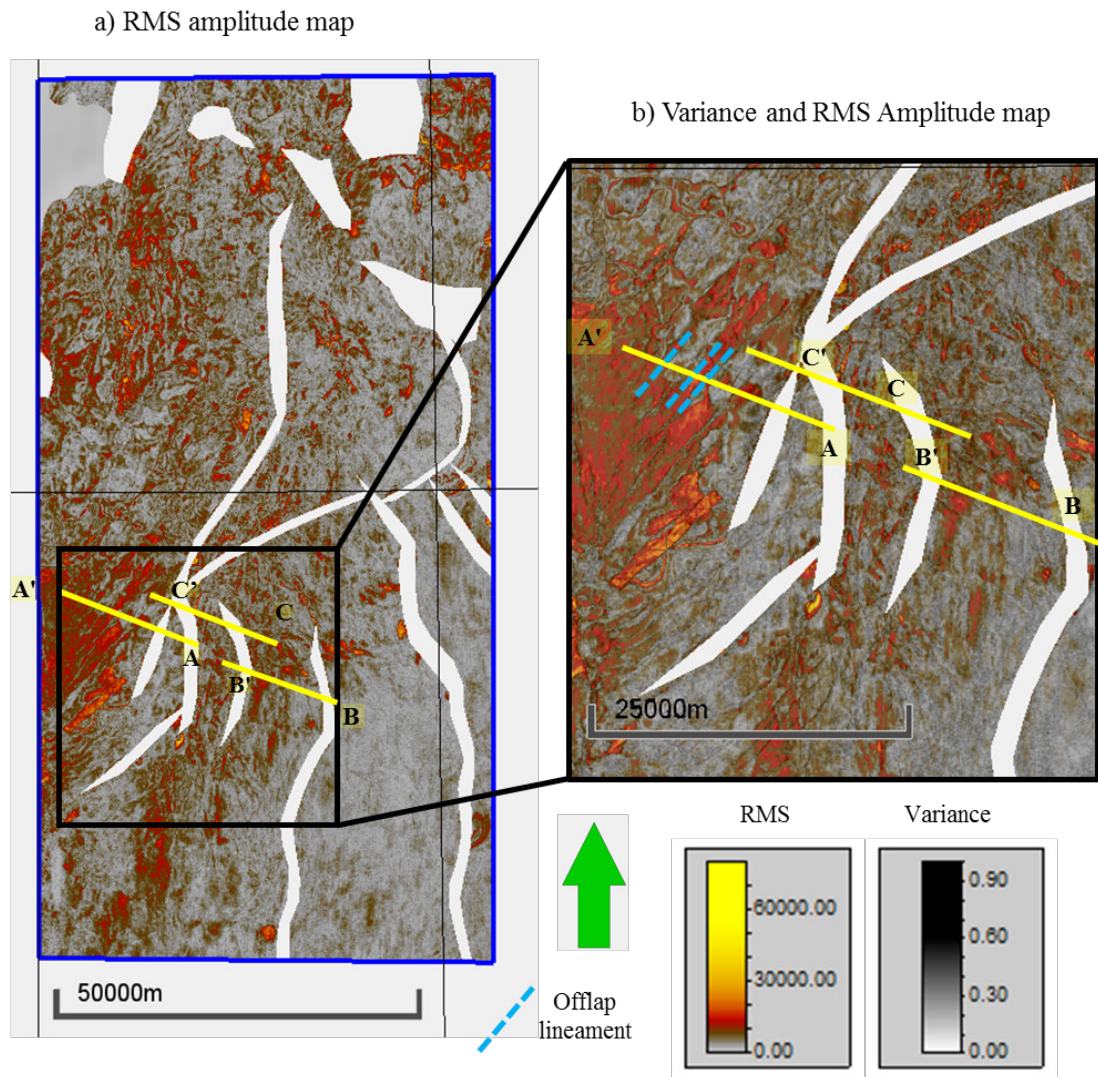 a) RMS amplitude map
b) Variance and RMS Amplitude map
A'
C'
C
A
B'
B
50000m
A'
C'
C
A
B'
B
25000m
Offlap
lineament
RMS
60000.00
30000.00
0.00
Variance
0.90
0.60
0.30
0.00